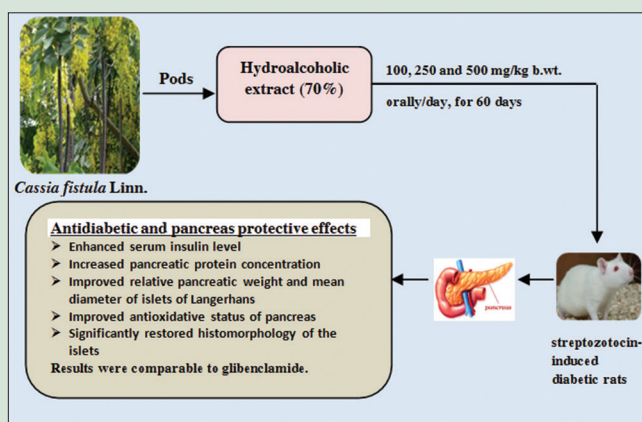 Pods
Hydroalcoholic
extract (70%)
100, 250 and 500 mg/kg b.wt.
orally/day, for 60 days
Cassia fistula Linn.
streptozotocin-
induced
diabetic rats
pancreas
Antidiabetic and pancreas protective effects
➢ Enhanced serum insulin level
➢ Increased pancreatic protein concentration
➢ Improved relative pancreatic weight and mean
diameter of islets of Langerhans
➢ Improved antioxidative status of pancreas
➢ Significantly restored histomorphology of the
islets
Results were comparable to glibenclamide.